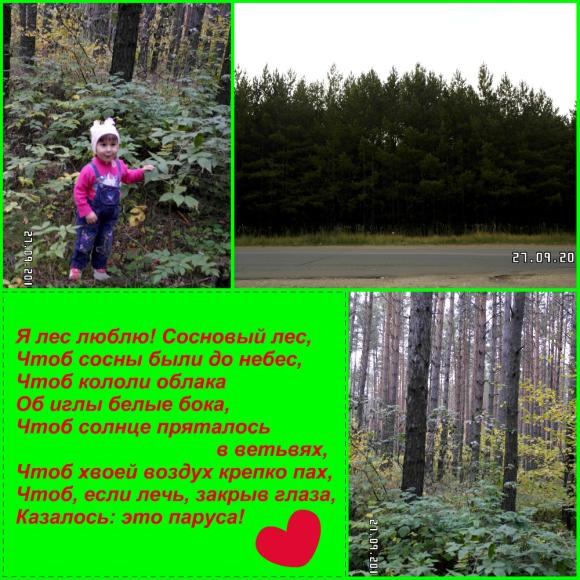 27.09.201
27.09.20
Я лес люблю! Сосновый лес,
Чтоб сосны были до небес,
Чтоб кололи облака
Об иглы белые бока,
Чтоб солнце пряталось
в ветьвях,
Чтоб хвоей воздух крепко пах,
Чтоб, если лечь, закрыв глаза,
Казалось: это паруса!
21.09.20